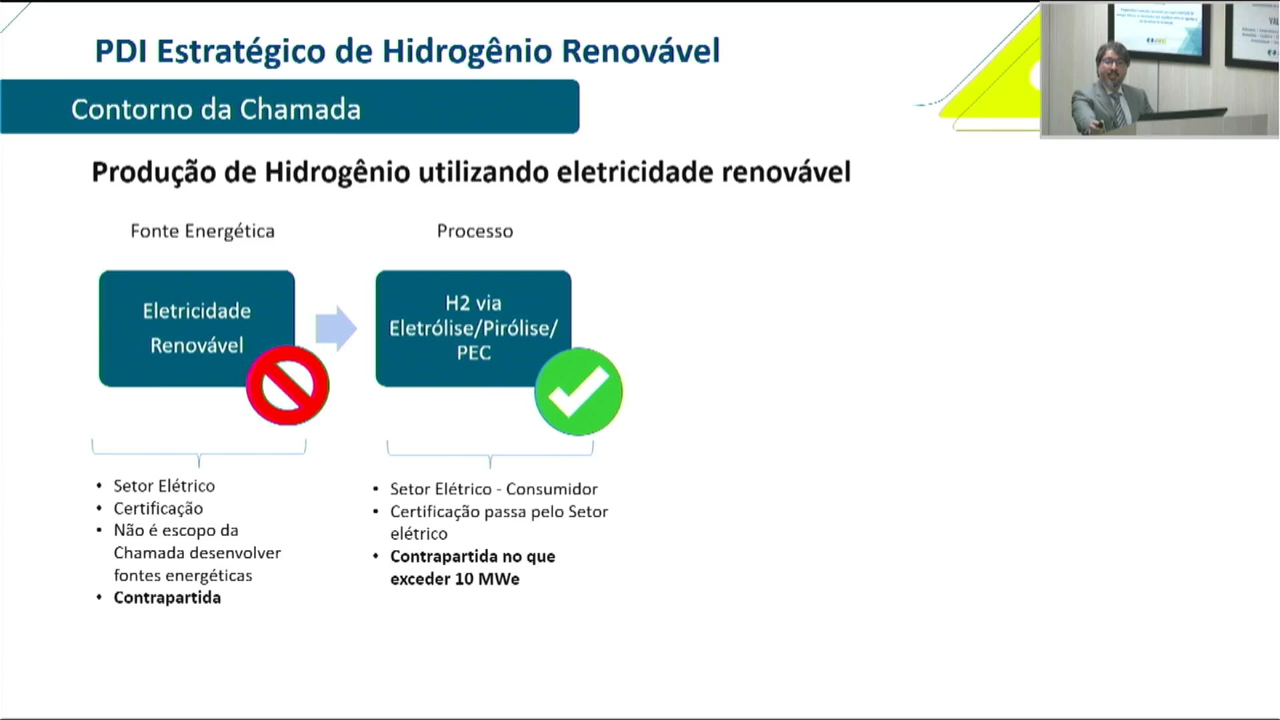 PDI Estratégico de Hidrogênio Renovável
Contorno da Chamada
Produção de Hidrogênio utilizando eletricidade renovável
Fonte Energética
Eletricidade
Renovável
• Setor Elétrico
• Certificação
• Não é escopo da
Chamada desenvolver
fontes energéticas
• Contrapartida
Processo
H2 via
Eletrólise/Pirólise/
PEC
• Setor Elétrico - Consumidor
• Certificação passa pelo Setor
elétrico
• Contrapartida no que
exceder 10 MWe